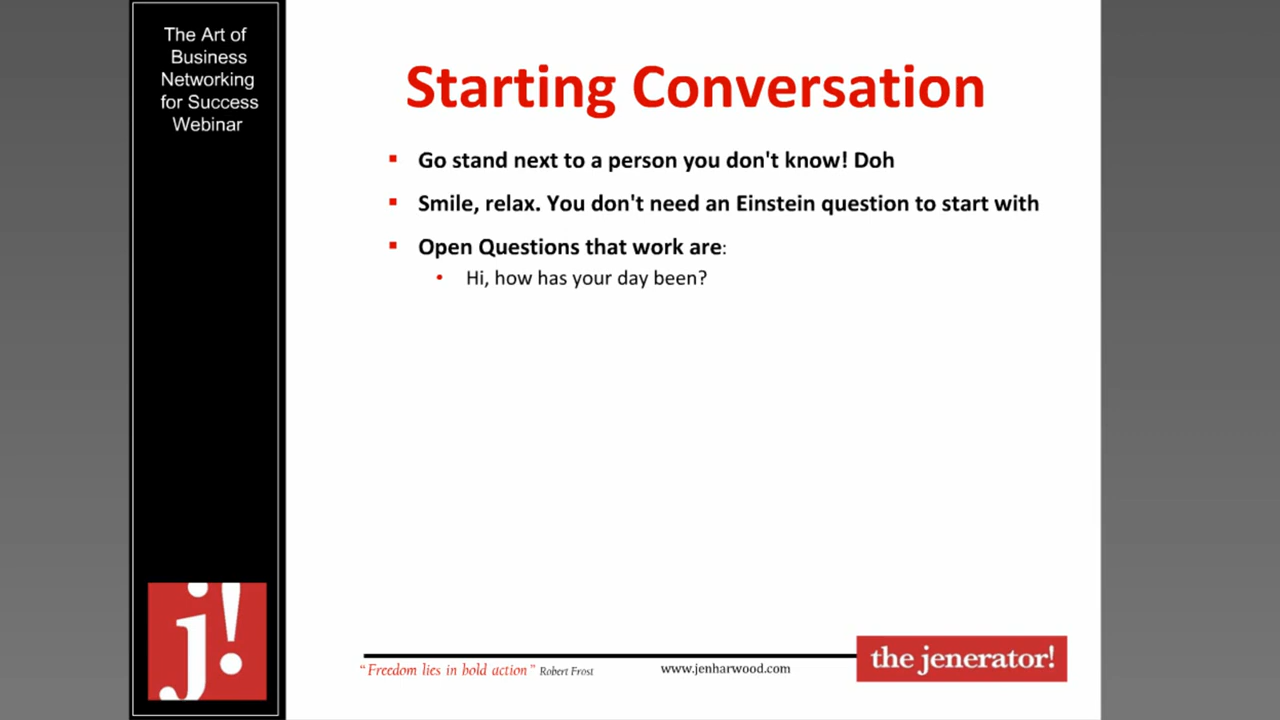 The Art of
Business
Networking
for Success
Webinar
Starting Conversation
Go stand next to a person you don't know! Doh
Smile, relax. You don't need an Einstein question to start with
Open Questions that work are:
Hi, how has your day been?
j!
"Freedom lies in bold action" Robert Frost
www.jenharwood.com
the jenerator!